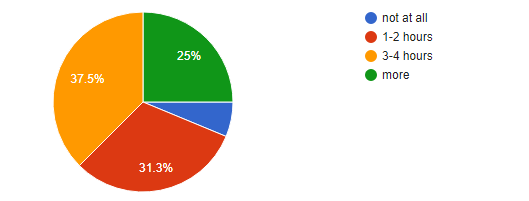 not at all
1-2 hours
3-4 hours
more
25%
37.5%
31.3%